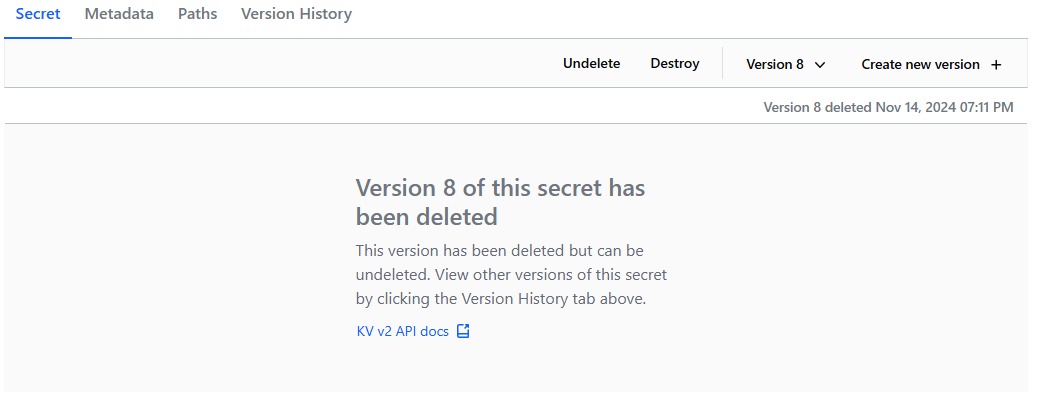 Secret Metadata Paths Version History
Undelete Destroy Version 8 Create new version +
Version 8 deleted Nov 14, 2024 07:11 PM
Version 8 of this secret has
been deleted
This version has been deleted but can be
undeleted. View other versions of this secret
by clicking the Version History tab above.
KV v2 API docs